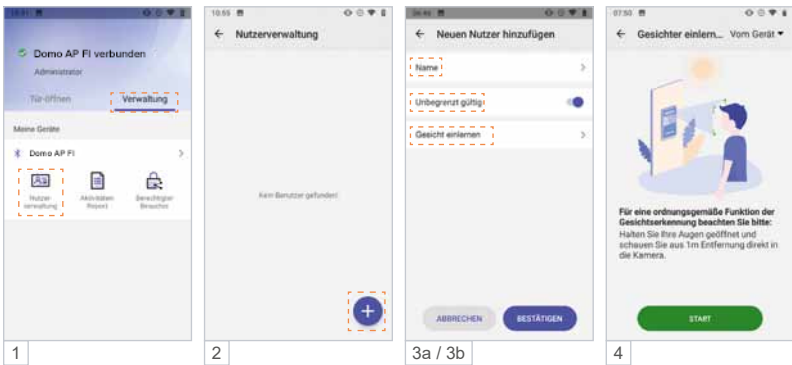 10:55
Nutzerverwaltung
Neuen Nutzer hinzufügen
07:50
Gesichter einlern... Vom Gerät
Domo AP FI verbunden
Administrator
Tür-öffnen
Verwaltung
Meine Geräte
Domo AP FI
Nutzer-
verwaltung
Aktivitäten
Report
Berechtigter
Besucher
1
Kein Benutzer gefunden!
+
2
Name
Unbegrenzt gültig
Gesicht einlernen
ABBRECHEN
BESTÄTIGEN
3a / 3b
Für eine ordnungsgemäße Funktion der
Gesichtserkennung beachten Sie bitte:
Halten Sie Ihre Augen geöffnet und
schauen Sie aus 1m Entfernung direkt in
die Kamera.
START
4